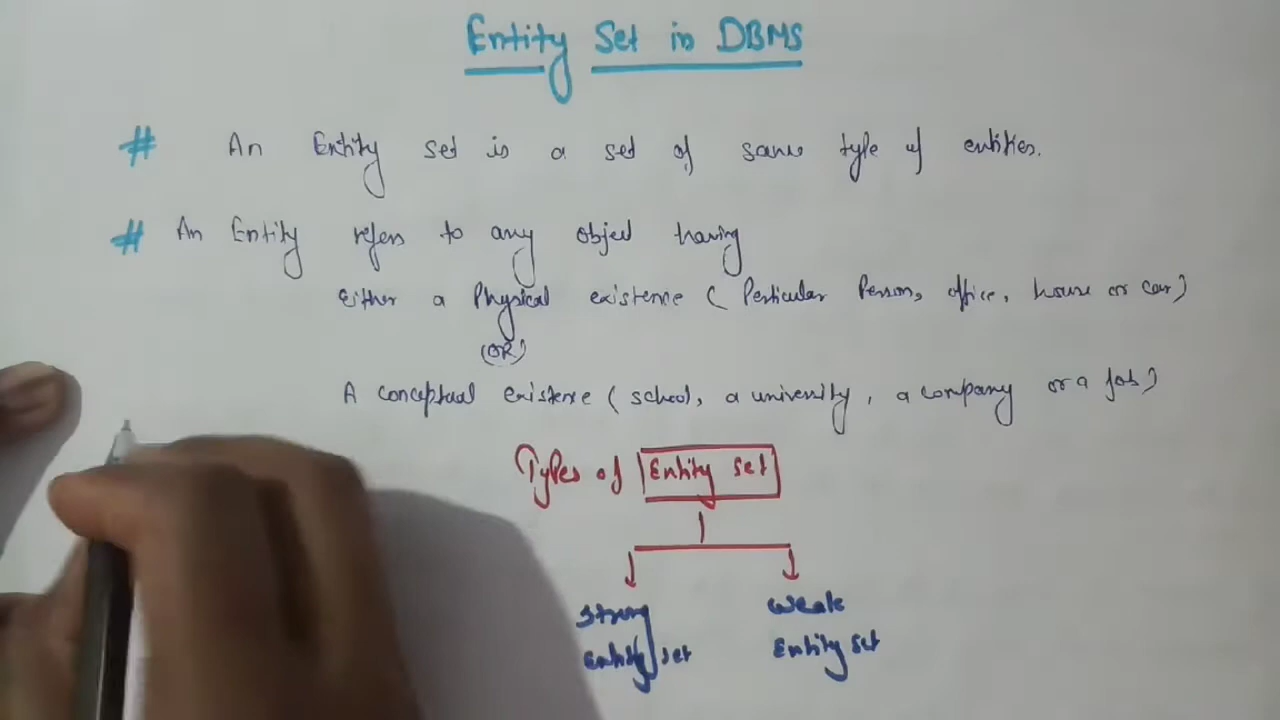 Entity Set in DBMS
# An Entity set is a set of same type of entities.
# An Entity refers to any object having
Either a Physical existence ( Perticular Person, office, house or car )
(OR)
A conceptual existence ( school, a university, a company or a job )
Types of Entity set
Strong Weak
Entity set Entity set